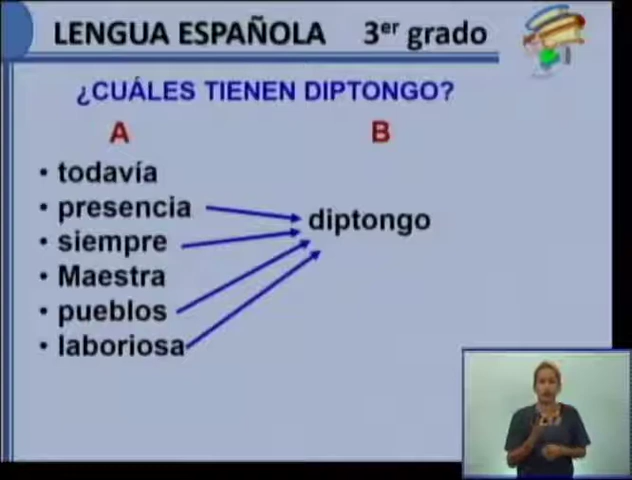 LENGUA ESPAÑOLA 3er grado
¿CUÁLES TIENEN DIPTONGO?
A B
• todavía
• presencia
diptongo
• siempre
• Maestra
• pueblos
• laboriosa